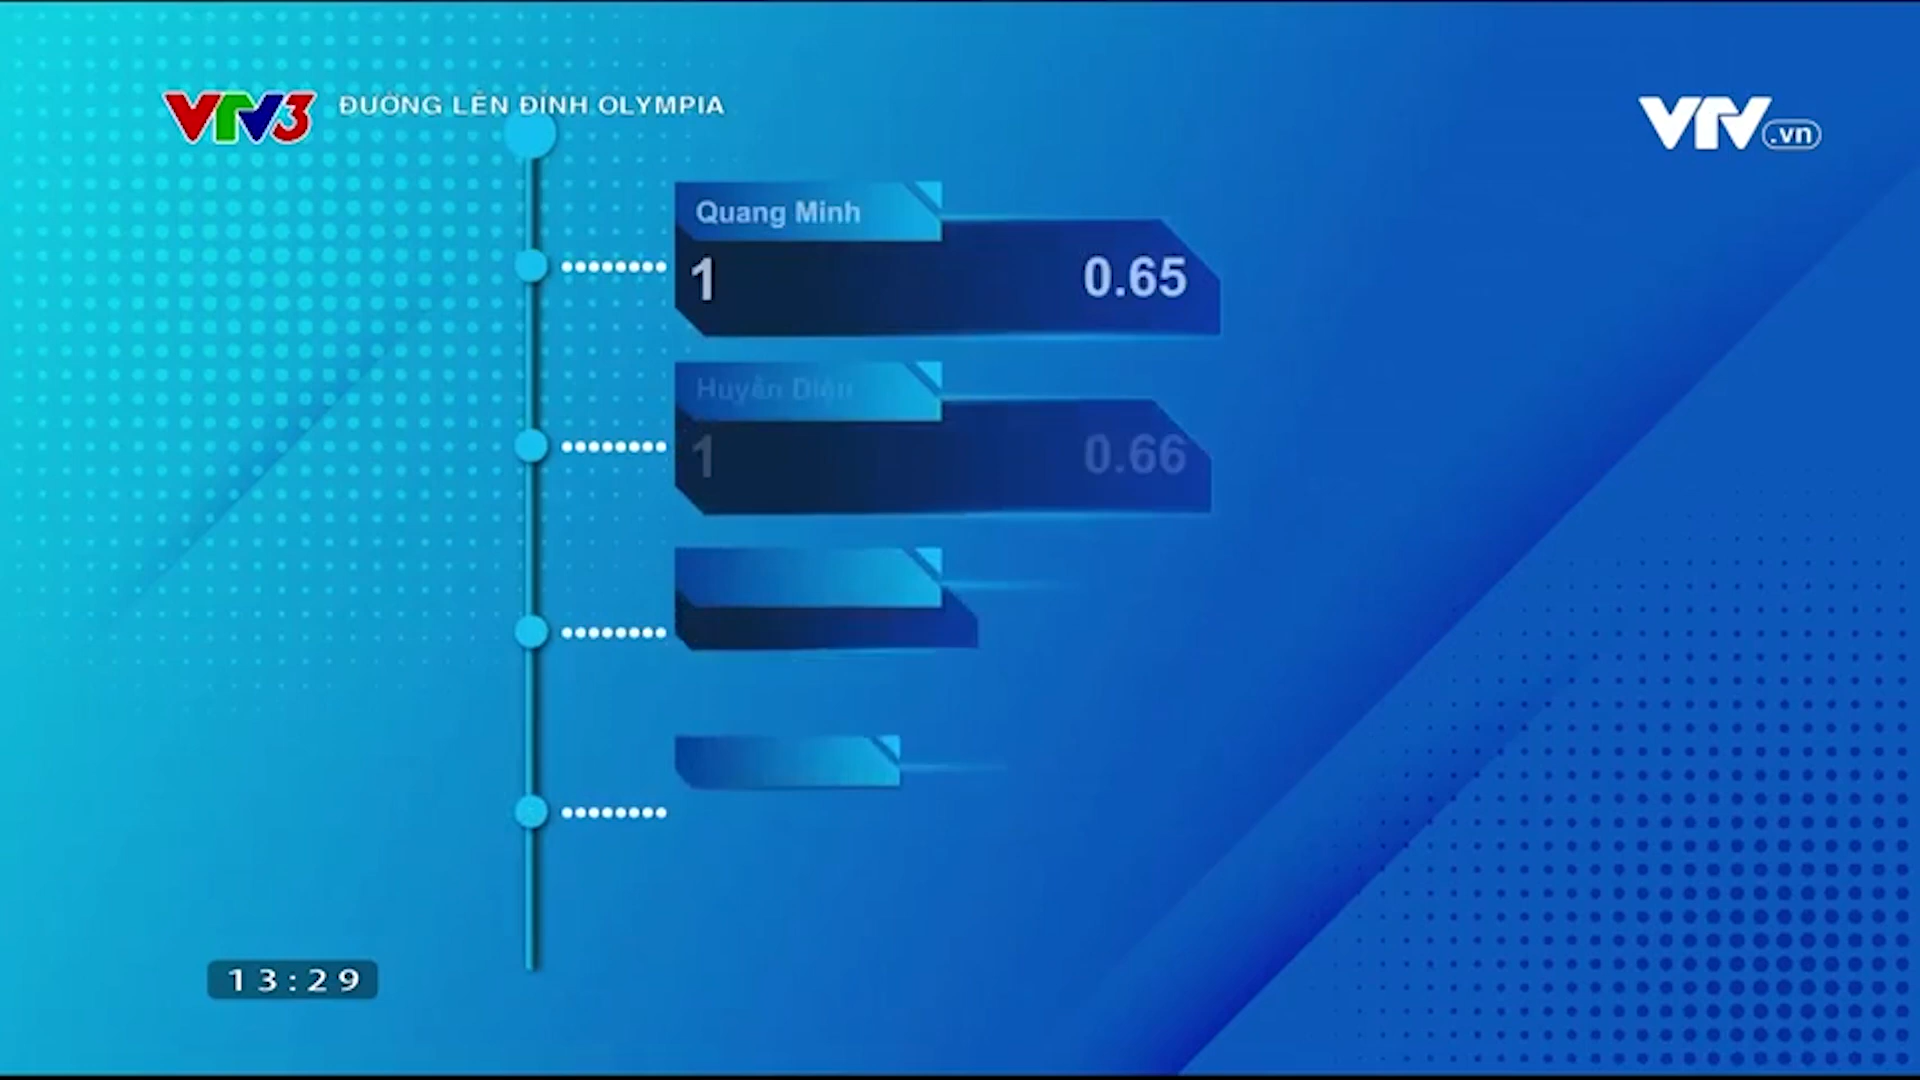 VTV3 ĐƯỜNG LÊN ĐỈNH OLYMPIA
VTV.vn
Quang Minh
1 0.65
Huyền Diệu
1 0.66
13:29